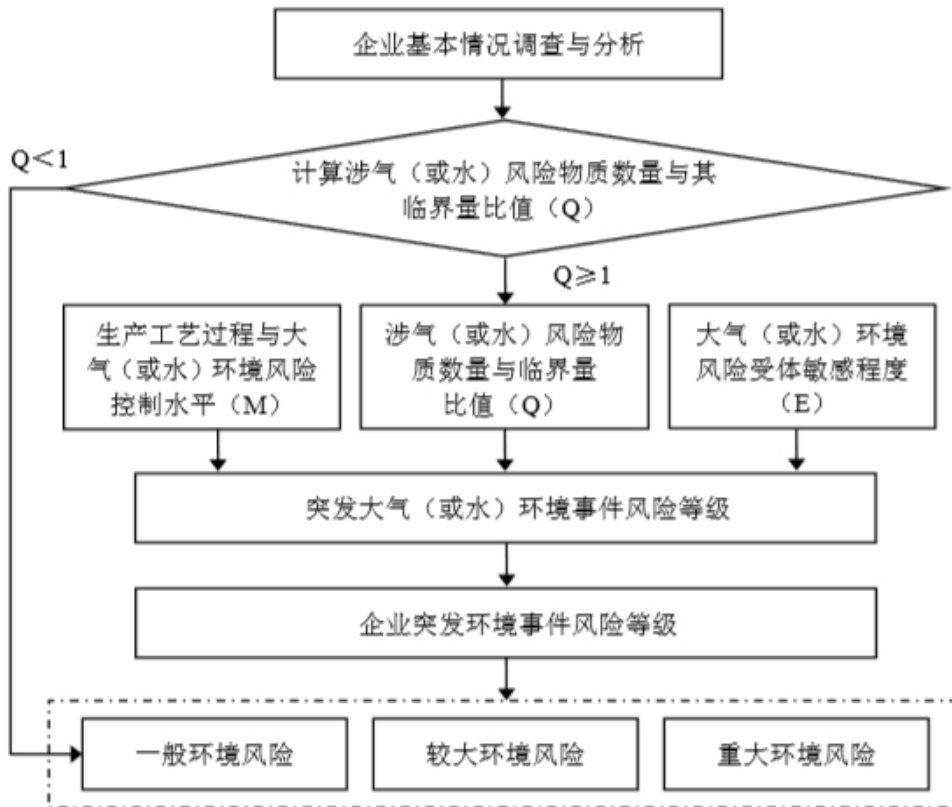 企业基本情况调查与分析
Q＜1
计算涉气（或水）风险物质数量与其
临界量比值（Q）
Q≥1
生产工艺过程与大
气（或水）环境风险
控制水平（M）
涉气（或水）风险物
质数量与临界量
比值（Q）
大气（或水）环境
风险受体敏感程度
（E）
突发大气（或水）环境事件风险等级
企业突发环境事件风险等级
一般环境风险
较大环境风险
重大环境风险